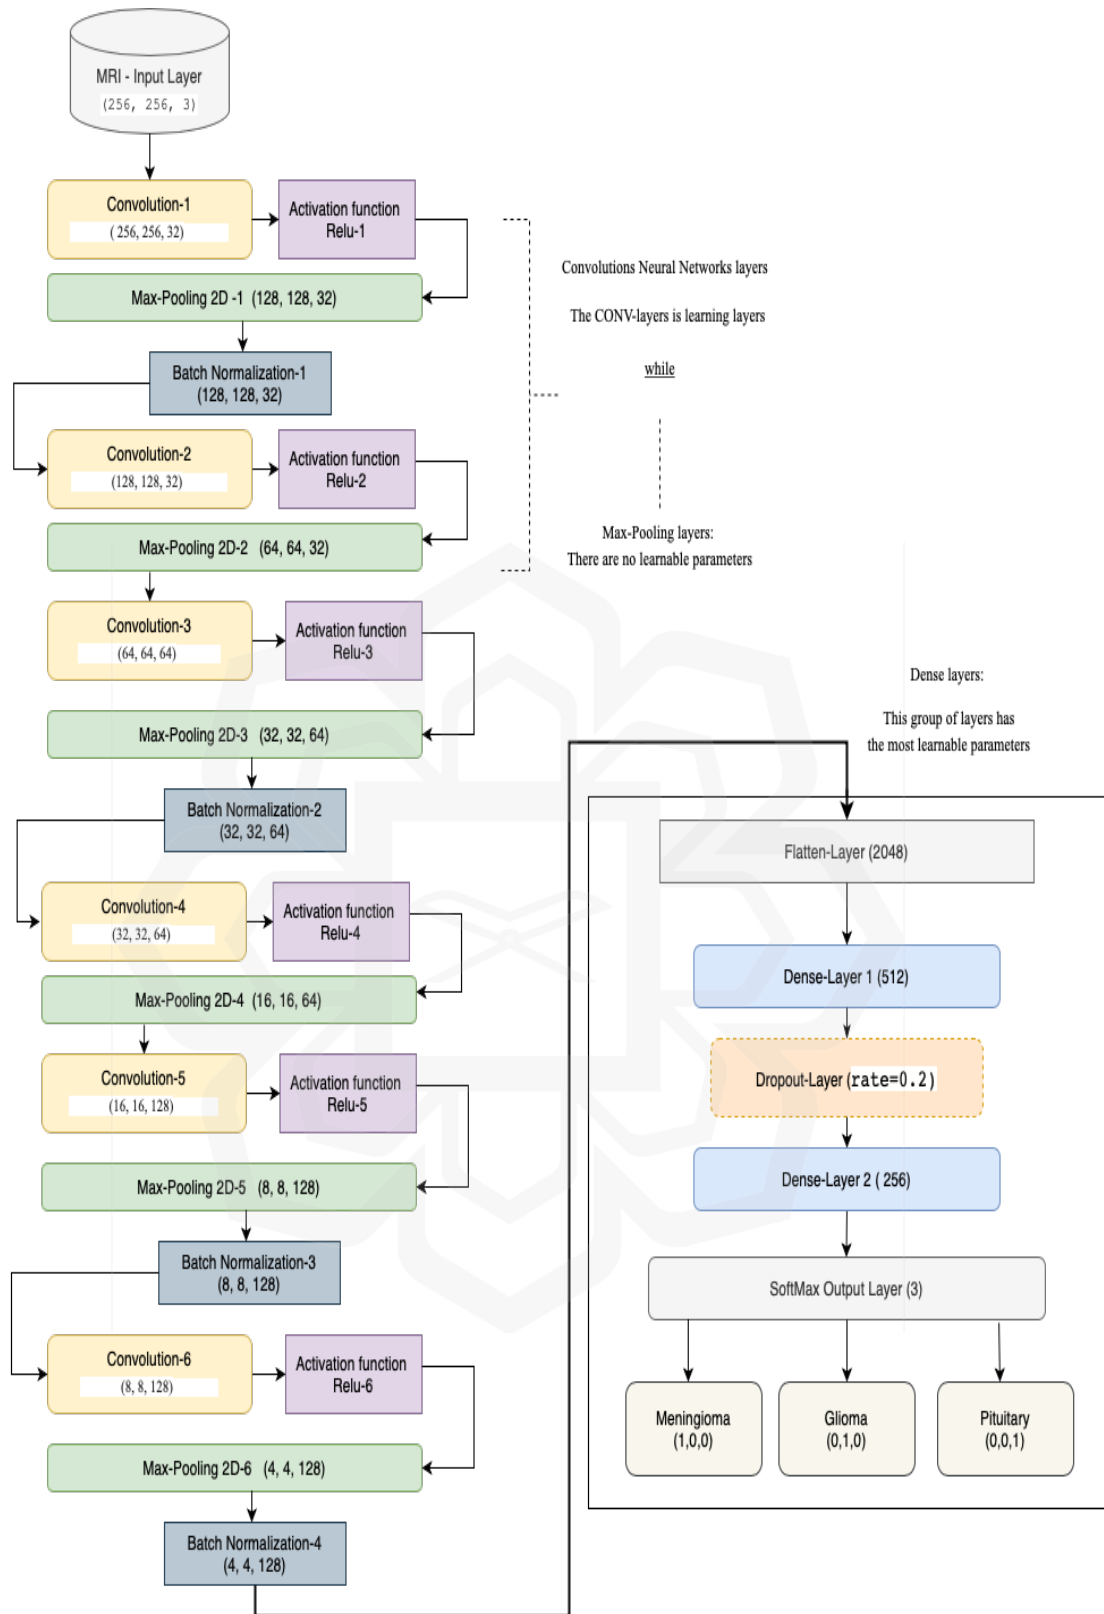 MRI - Input Layer
(256, 256, 3)
Convolution-1
( 256, 256, 32)
Activation function
Relu-1
Max-Pooling 2D -1 (128, 128, 32)
Batch Normalization-1
(128, 128, 32)
Convolution-2
(128, 128, 32)
Activation function
Relu-2
Max-Pooling 2D-2 (64, 64, 32)
Convolution-3
(64, 64, 64)
Activation function
Relu-3
Max-Pooling 2D-3 (32, 32, 64)
Batch Normalization-2
(32, 32, 64)
Convolution-4
(32, 32, 64)
Activation function
Relu-4
Max-Pooling 2D-4 (16, 16, 64)
Convolution-5
(16, 16, 128)
Activation function
Relu-5
Max-Pooling 2D-5 (8, 8, 128)
Batch Normalization-3
(8, 8, 128)
Convolution-6
(8, 8, 128)
Activation function
Relu-6
Max-Pooling 2D-6 (4, 4, 128)
Batch Normalization-4
(4, 4, 128)
Convolutions Neural Networks layers
The CONV-layers is learning layers
while
Max-Pooling layers:
There are no learnable parameters
Dense layers:
This group of layers has
the most learnable parameters
Flatten-Layer (2048)
Dense-Layer 1 (512)
Dropout-Layer (rate=0.2)
Dense-Layer 2 ( 256)
SoftMax Output Layer (3)
Meningioma
(1,0,0)
Glioma
(0,1,0)
Pituitary
(0,0,1)